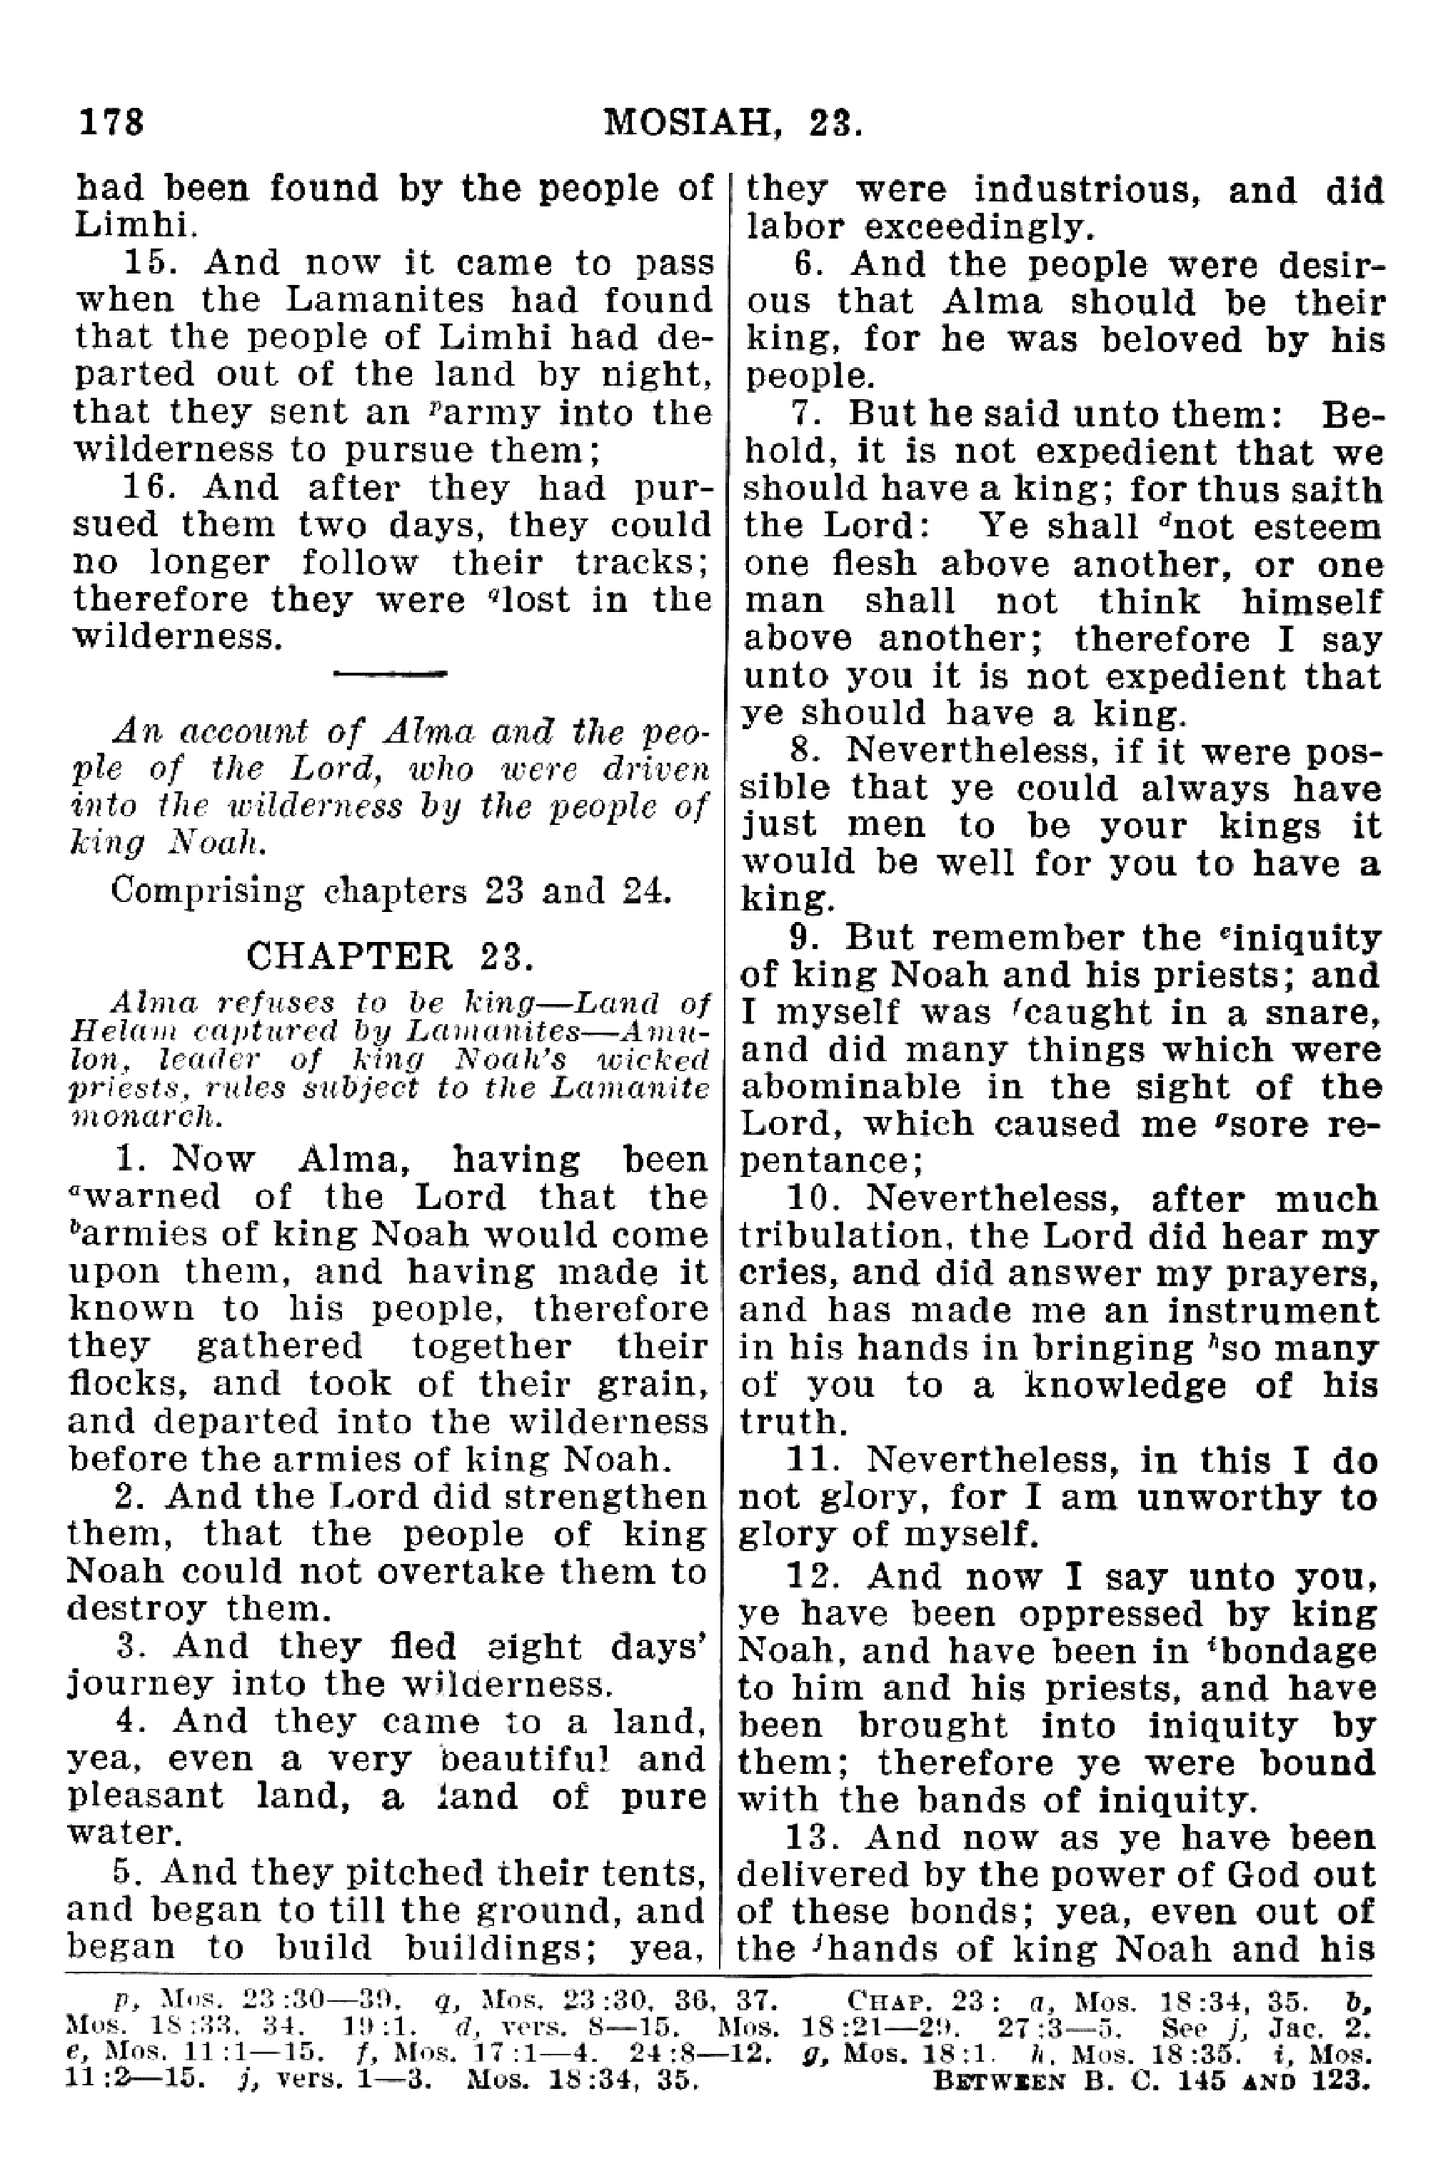 178
MOSIAH, 23.
had been found by the people of
Limhi.
15. And now it came to pass
when the Lamanites had found
that the people of Limhi had de-
parted out of the land by night,
that they sent an ᵖarmy into the
wilderness to pursue them;
16. And after they had pur-
sued them two days, they could
no longer follow their tracks;
therefore they were qlost in the
wilderness.
An account of Alma and the peo-
ple of the Lord, who were driven
into the wilderness by the people of
king Noah.
Comprising chapters 23 and 24.
CHAPTER 23.
Alma refuses to be king—Land of
Helam captured by Lamanites—Amu-
lon, leader of king Noah's wicked
priests, rules subject to the Lamanite
monarch.
1. Now Alma, having been
ᵃwarned of the Lord that the
ᵇarmies of king Noah would come
upon them, and having made it
known to his people, therefore
they gathered together their
flocks, and took of their grain,
and departed into the wilderness
before the armies of king Noah.
2. And the Lord did strengthen
them, that the people of king
Noah could not overtake them to
destroy them.
3. And they fled eight days'
journey into the wilderness.
4. And they came to a land,
yea, even a very beautiful and
pleasant land, a land of pure
water.
5. And they pitched their tents,
and began to till the ground, and
began to build buildings; yea,
they were industrious, and did
labor exceedingly.
6. And the people were desir-
ous that Alma should be their
king, for he was beloved by his
people.
7. But he said unto them: Be-
hold, it is not expedient that we
should have a king; for thus saith
the Lord: Ye shall ᵈnot esteem
one flesh above another, or one
man shall not think himself
above another; therefore I say
unto you it is not expedient that
ye should have a king.
8. Nevertheless, if it were pos-
sible that ye could always have
just men to be your kings it
would be well for you to have a
king.
9. But remember the ᵉiniquity
of king Noah and his priests; and
I myself was ᶠcaught in a snare,
and did many things which were
abominable in the sight of the
Lord, which caused me ᵍsore re-
pentance;
10. Nevertheless, after much
tribulation, the Lord did hear my
cries, and did answer my prayers,
and has made me an instrument
in his hands in bringing ʰso many
of you to a knowledge of his
truth.
11. Nevertheless, in this I do
not glory, for I am unworthy to
glory of myself.
12. And now I say unto you,
ye have been oppressed by king
Noah, and have been in ⁱbondage
to him and his priests, and have
been brought into iniquity by
them; therefore ye were bound
with the bands of iniquity.
13. And now as ye have been
delivered by the power of God out
of these bonds; yea, even out of
the ʲhands of king Noah and his
p, Mos. 23:30—39. q, Mos. 23:30, 36, 37. CHAP. 23: a, Mos. 18:34, 35. b,
Mos. 18:33, 34. 19:1. d, vers. 8—15. Mos. 18:21—29. 27:3—5. See j, Jac. 2.
e, Mos. 11:1—15. f, Mos. 17:1—4. 24:8—12. g, Mos. 18:1. h, Mos. 18:35. i, Mos.
11:2—15. j, vers. 1—3. Mos. 18:34, 35. BETWEEN B. C. 145 AND 123.